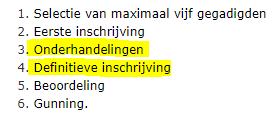 1. Selectie van maximaal vijf gegadigden
2. Eerste inschrijving
3. Onderhandelingen
4. Definitieve inschrijving
5. Beoordeling
6. Gunning.